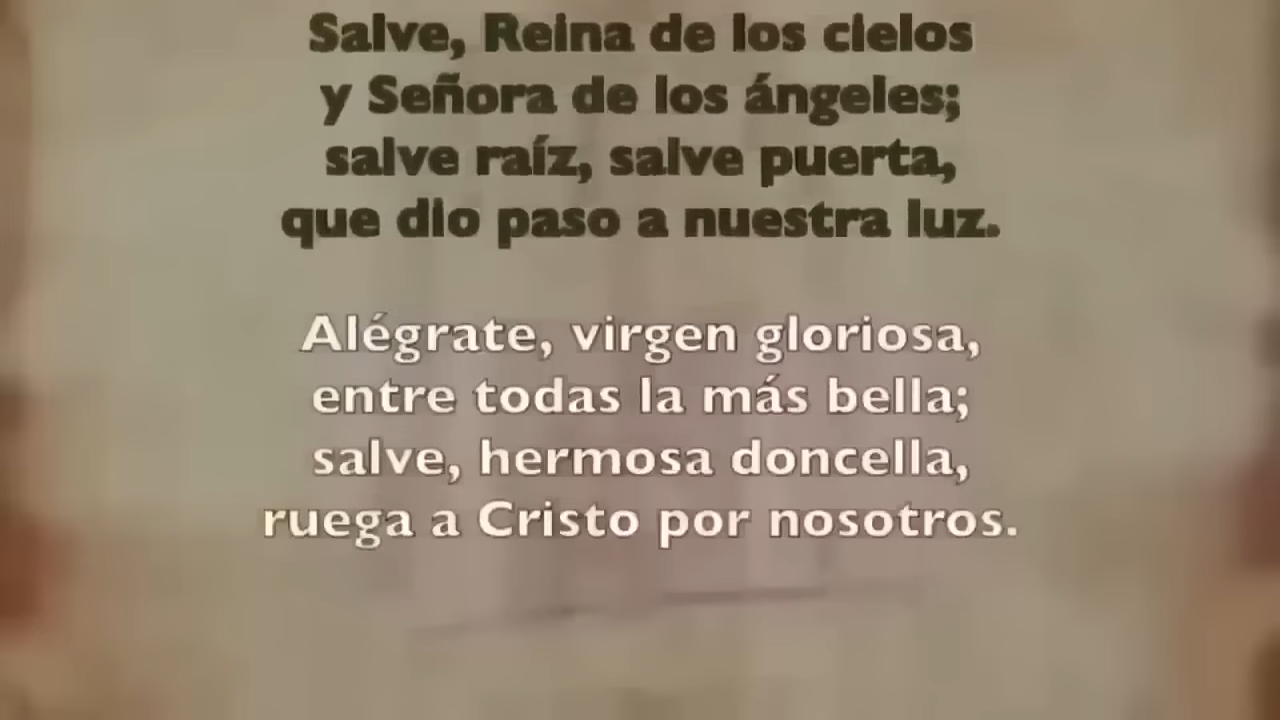 Salve, Reina de los cielos
y Señora de los ángeles;
salve raíz, salve puerta,
que dio paso a nuestra luz.
Alégrate, virgen gloriosa,
entre todas la más bella;
salve, hermosa doncella,
ruega a Cristo por nosotros.